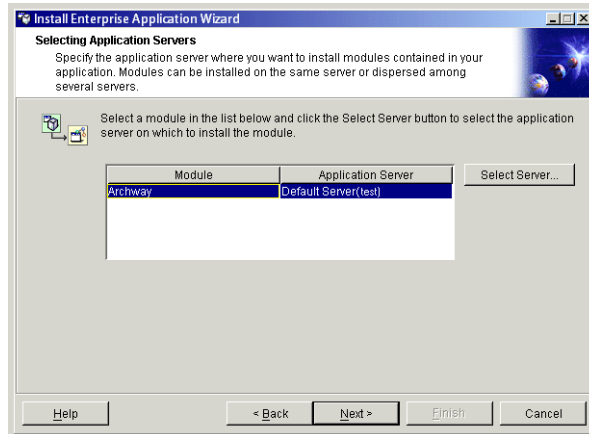 Install Enterprise Application Wizard
Selecting Application Servers
Specify the application server where you want to install modules contained in your
application. Modules can be installed on the same server or dispersed among
several servers.
Select a module in the list below and click the Select Server button to select the application
server on which to install the module.
Module Application Server Select Server...
Archway Default Server(test)
Help < Back Next > Finish Cancel